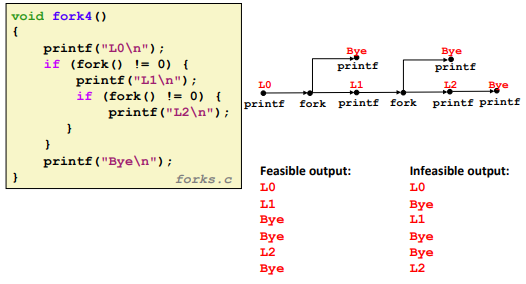 void fork4()
{
    printf("L0\n");
    if (fork() != 0) {
        printf("L1\n");
        if (fork() != 0) {
            printf("L2\n");
        }
    }
    printf("Bye\n");
}
forks.c
Bye Bye
printf printf
L0 L1 L2 Bye
printf fork printf fork printf printf
Feasible output:
L0
L1
Bye
Bye
L2
Bye
Infeasible output:
L0
Bye
L1
Bye
Bye
L2